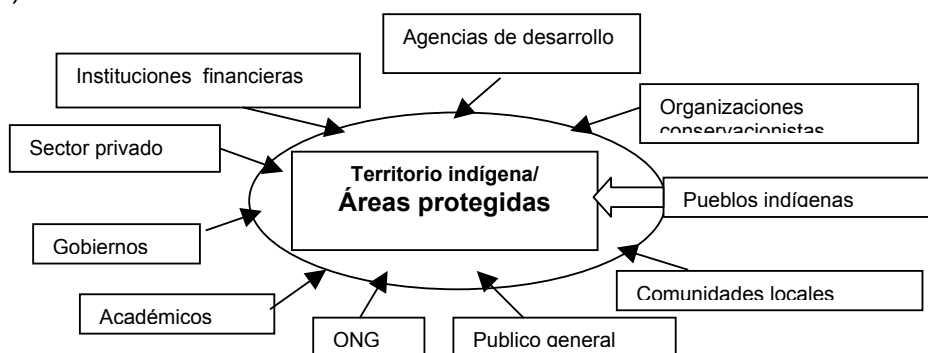 )
Agencias de desarrollo
Instituciones financieras
Organizaciones
conservacionistas
Sector privado
Territorio indígena/
Áreas protegidas
Pueblos indígenas
Gobiernos
Comunidades locales
Académicos
ONG
Publico general